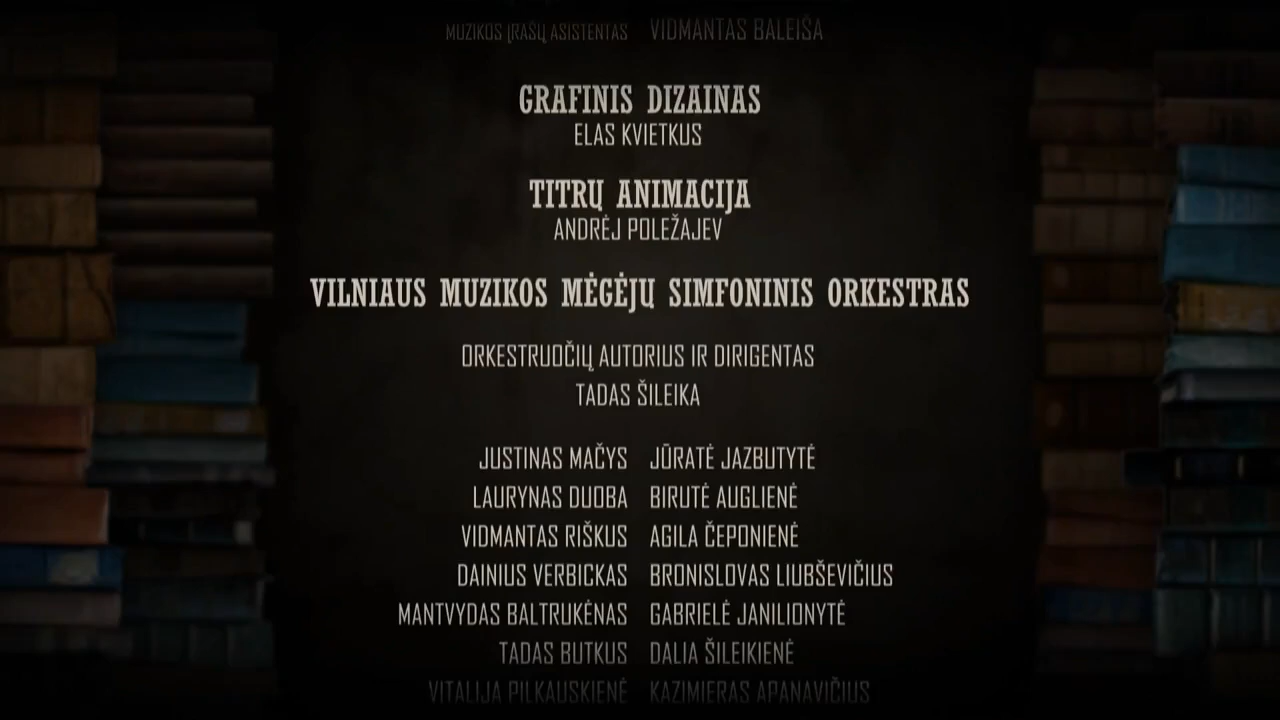 MUZIKOS ĮRAŠŲ ASISTENTAS VIDMANTAS BALEIŠA
GRAFINIS DIZAINAS
ELAS KVIETKUS
TITRŲ ANIMACIJA
ANDRĖJ POLEŽAJEV
VILNIAUS MUZIKOS MĖGĖJŲ SIMFONINIS ORKESTRAS
ORKESTRUOČIŲ AUTORIUS IR DIRIGENTAS
TADAS ŠILEIKA
JUSTINAS MAČYS JŪRATĖ JAZBUTYTĖ
LAURYNAS DUOBA BIRUTĖ AUGLIENĖ
VIDMANTAS RIŠKUS AGILA ČEPONIENĖ
DAINIUS VERBICKAS BRONISLOVAS LIUBŠEVIČIUS
MANTVYDAS BALTRUKĖNAS GABRIELĖ JANILIONYTĖ
TADAS BUTKUS DALIA ŠILEIKIENĖ
VITALIJA PILKAUSKIENĖ KAZIMIERAS APANAVIČIUS